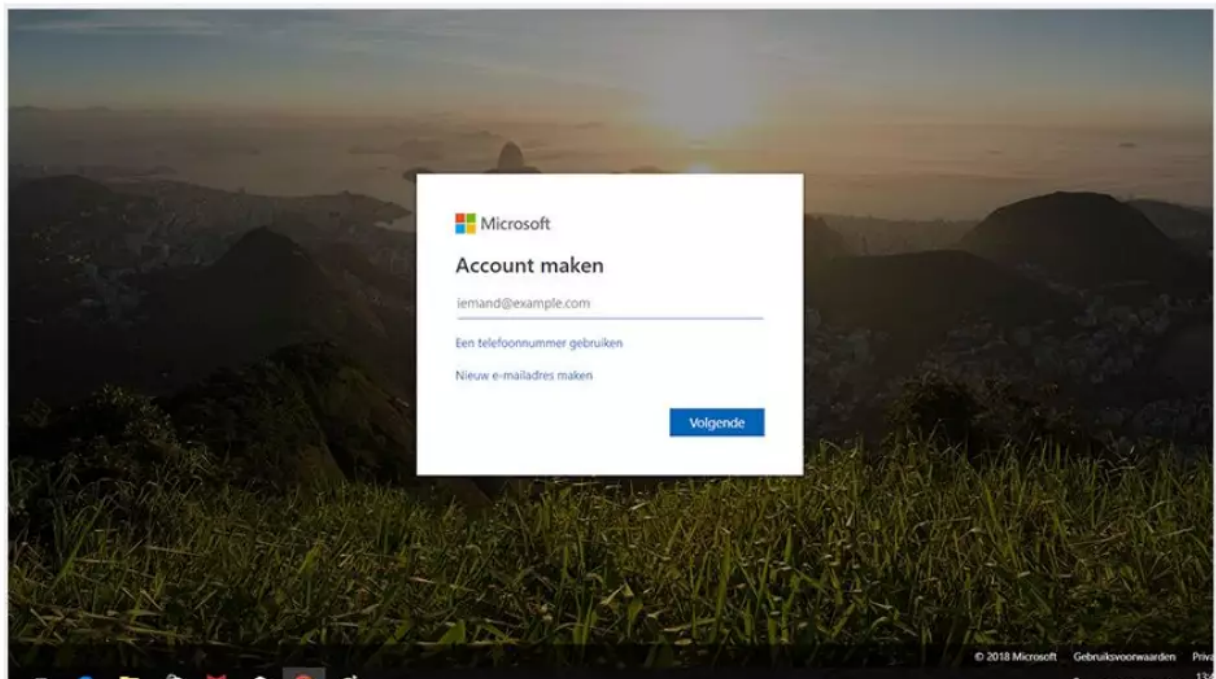 Microsoft
Account maken
iemand@example.com
Een telefoonnummer gebruiken
Nieuw e-mailadres maken
Volgende
© 2018 Microsoft Gebruiksvoorwaarden